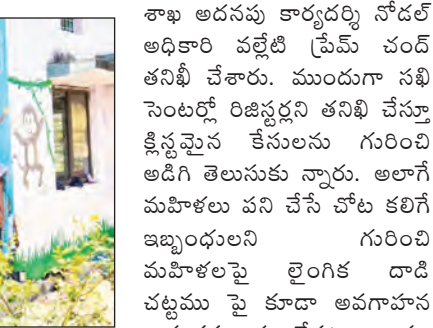 శాఖ అదనపు కార్యదర్శి నోడల్
అధికారి వల్లేటి ప్రేమ్ చంద్
తనిఖీ చేశారు. ముందుగా సఖి
సెంటర్లో రిజిస్టర్లని తనిఖి చేస్తూ
క్లిస్టమైన కేసులను గురించి
అడిగి తెలుసుకు న్నారు. అలాగే
మహిళలు పని చేసే చోట కలిగే
ఇబ్బంధులని గురించి
మహిళలపై లైంగిక దాడి
చట్టము పై కూడా అవగాహన